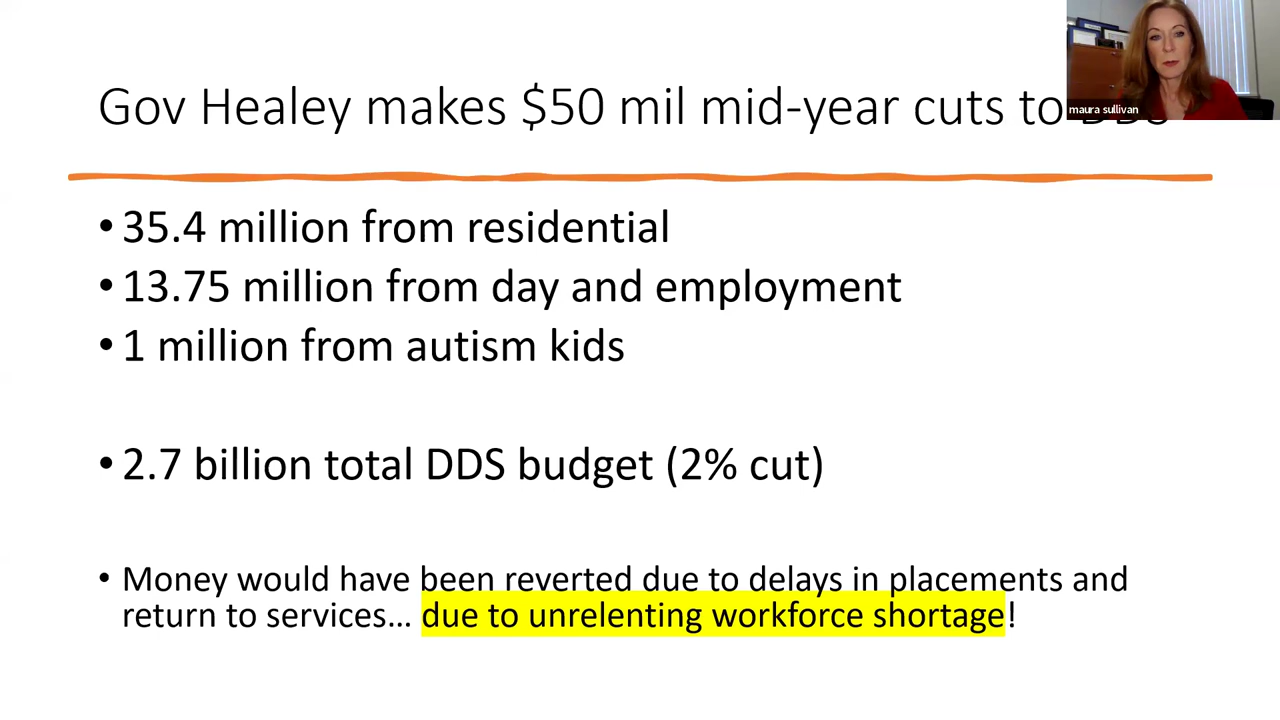 Gov Healey makes $50 mil mid-year cuts to
maura sullivan
• 35.4 million from residential
• 13.75 million from day and employment
• 1 million from autism kids
• 2.7 billion total DDS budget (2% cut)
• Money would have been reverted due to delays in placements and
return to services... due to unrelenting workforce shortage!